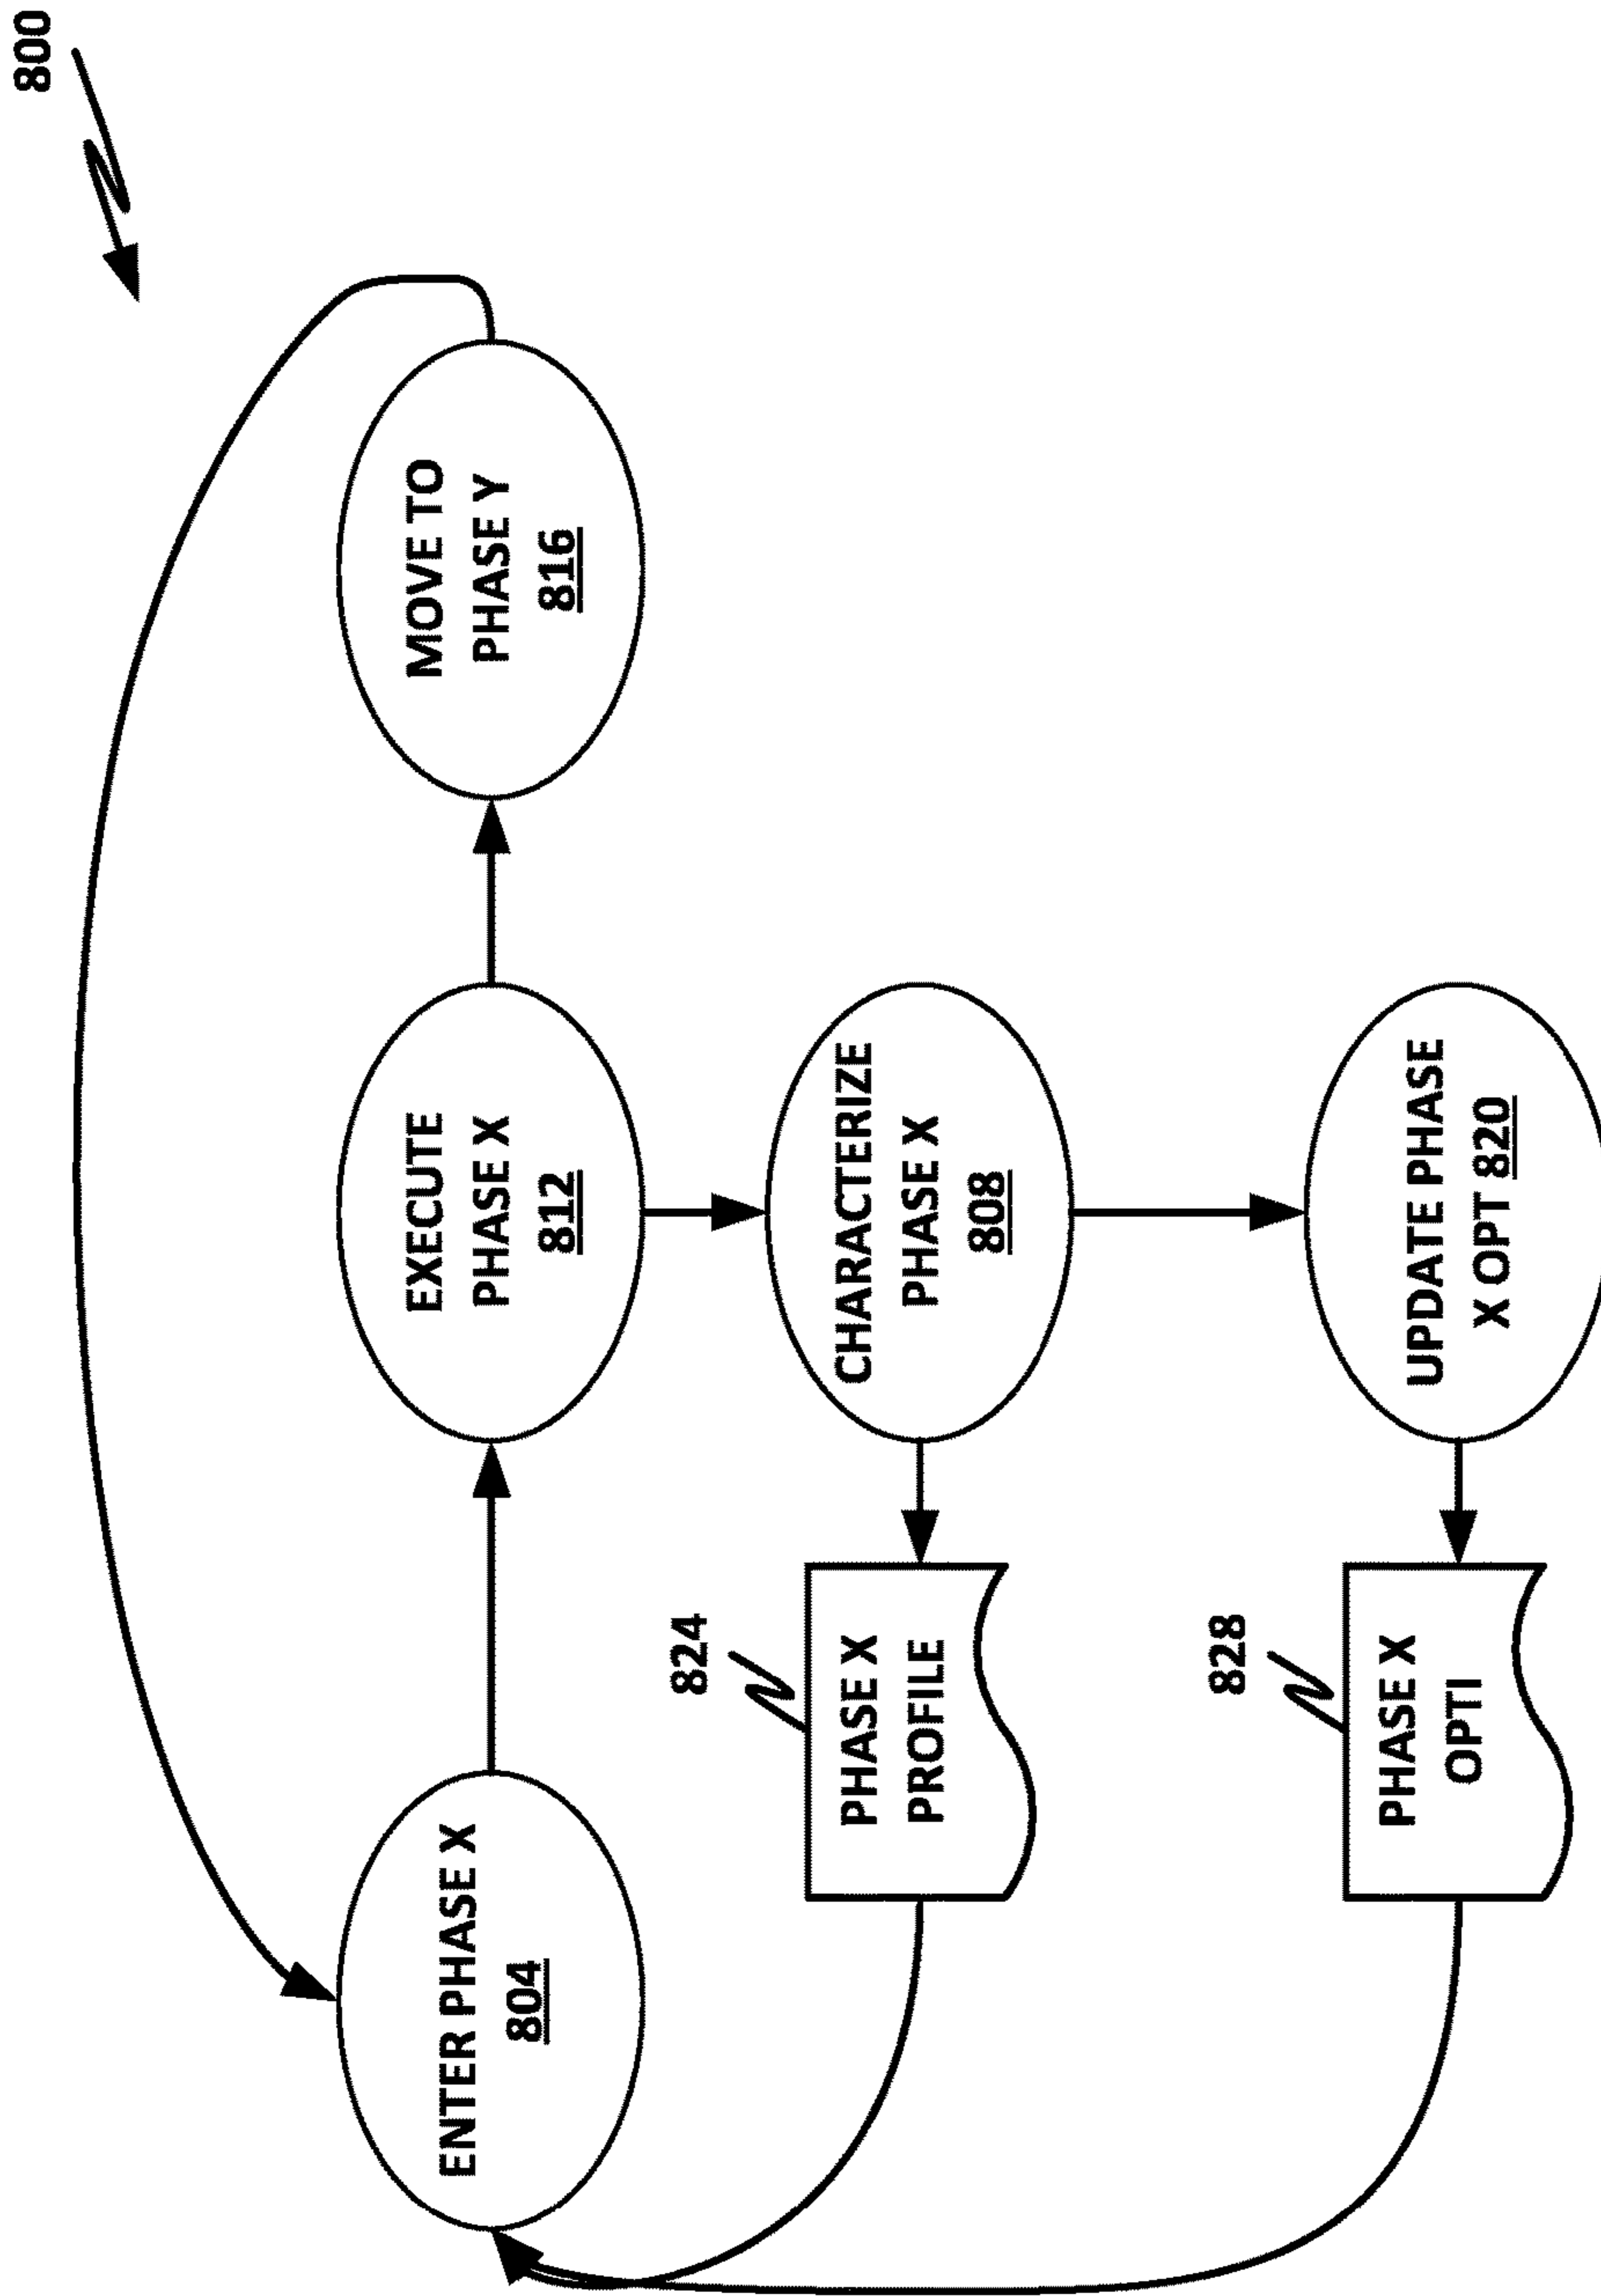 800
ENTER PHASE X
804
EXECUTE
PHASE X
812
MOVE TO
PHASE Y
816
824
PHASE X
PROFILE
CHARACTERIZE
PHASE X
808
828
PHASE X
OPTI
UPDATE PHASE
X OPT 820